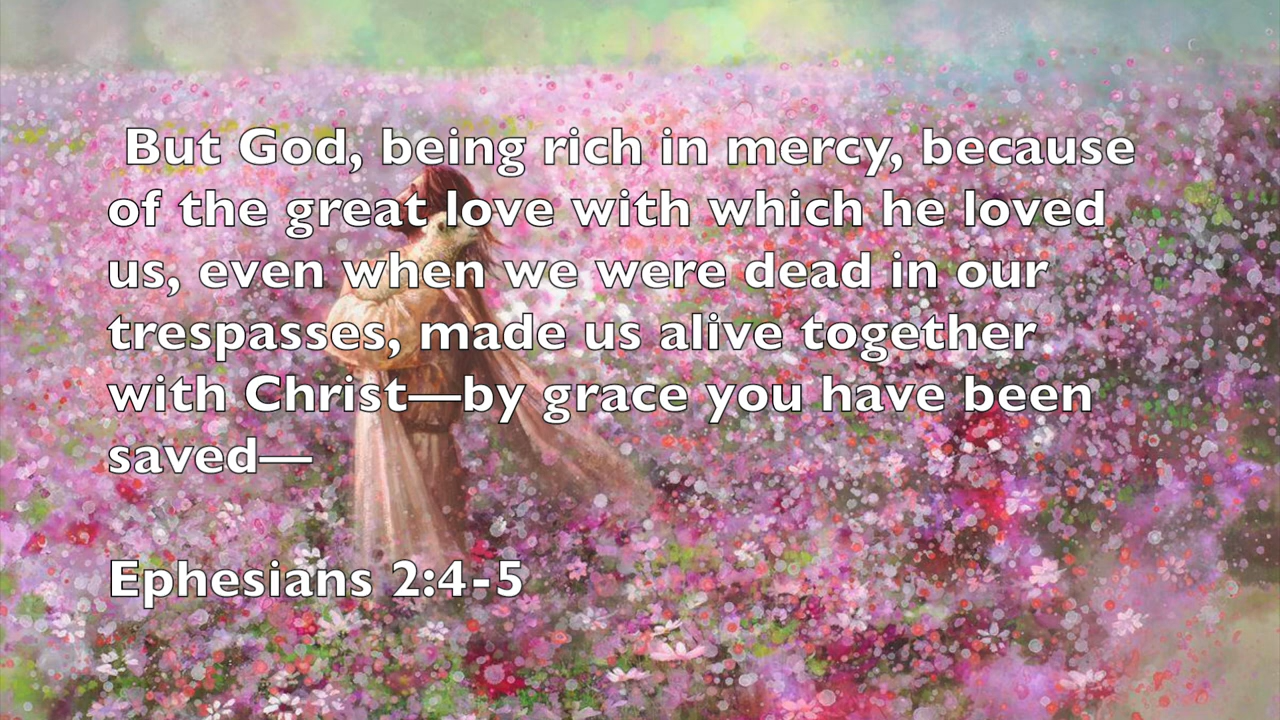 But God, being rich in mercy, because
of the great love with which he loved
us, even when we were dead in our
trespasses, made us alive together
with Christ—by grace you have been
saved—
Ephesians 2:4-5